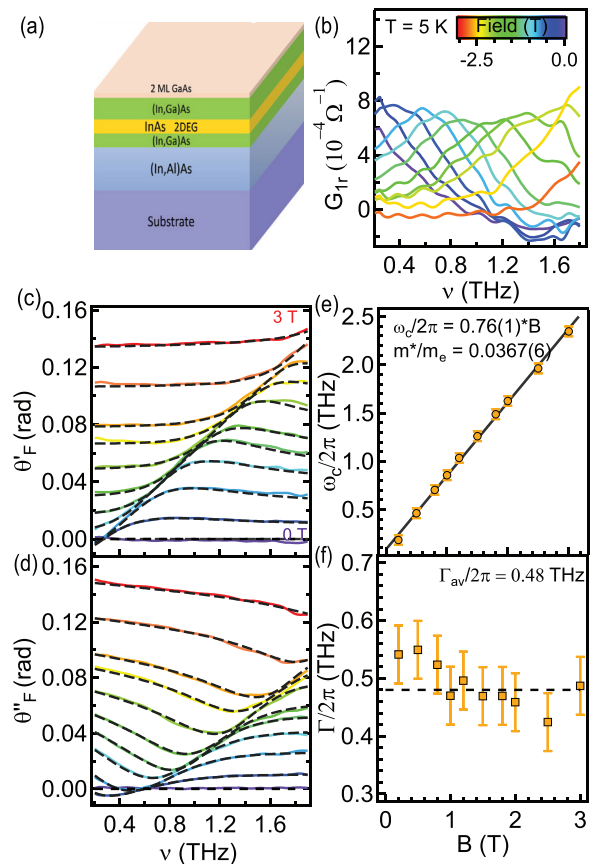 (a)
2 ML GaAs
(In,Ga)As
InAs 2DEG
(In,Ga)As
(In,Al)As
Substrate
(b)
T = 5 K
Field (T)
-2.5
0.0
12
8
4
0
G1r (10⁻⁴ Ω⁻¹)
0.4
0.8
1.2
1.6
ν (THz)
(c)
0.16
0.12
0.08
0.04
0.00
θ'F (rad)
3 T
0 T
(d)
0.16
0.12
0.08
0.04
0.00
θ''F (rad)
0.4
0.8
1.2
1.6
ν (THz)
(e)
ωc/2π = 0.76(1)*B
m*/me = 0.0367(6)
2.5
2.0
1.5
1.0
0.5
ωc/2π (THz)
(f)
Γav/2π = 0.48 THz
0.7
0.6
0.5
0.4
0.3
Γ/2π (THz)
0
1
2
3
B (T)